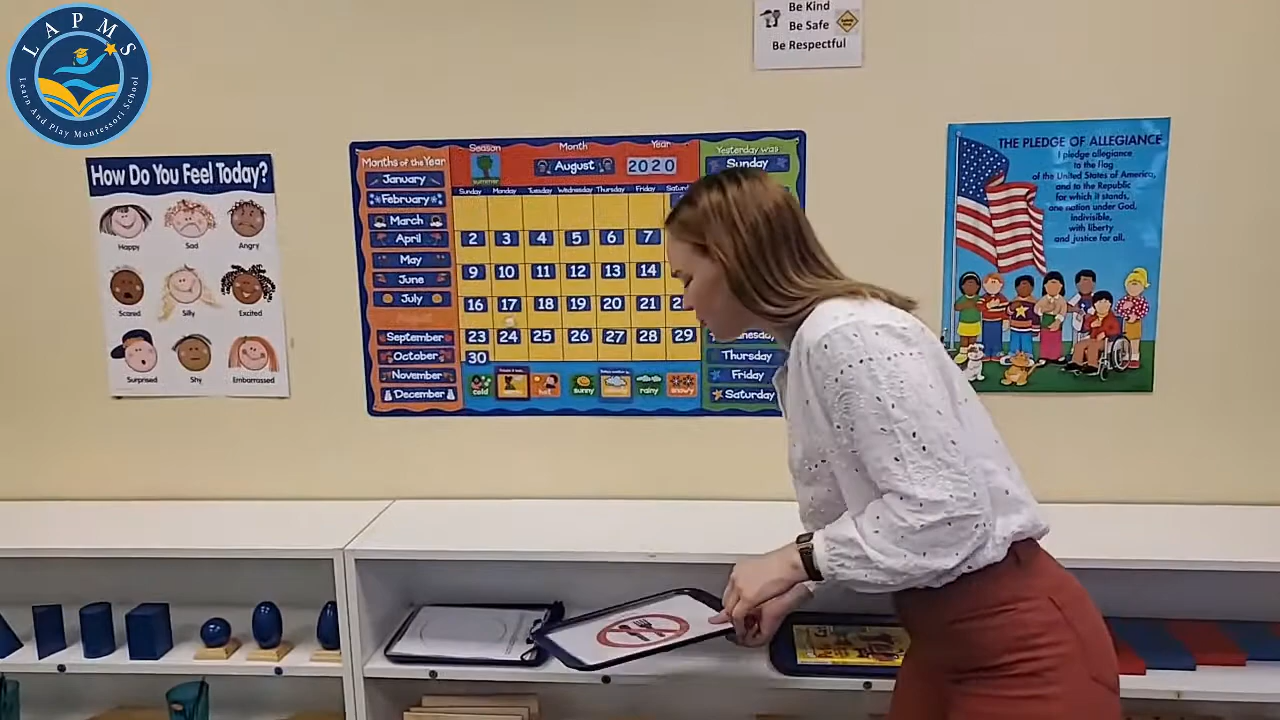 LAPMS
Learn And Play Montessori School
Be Kind
Be Safe
Be Respectful
How Do You Feel Today?
Happy Sad Angry
Scared Silly Excited
Surprised Shy Embarrassed
Months of the Year
January
February
March
April
May
June
July
September
October
November
December
Season Month Year
summer August 2020
Sunday Monday Tuesday Wednesday Thursday Friday
2 3 4 5 6 7
9 10 11 12 13 14
16 17 18 19 20 21
23 24 25 26 27 28 29
30
cold hot sunny rainy snowy
Yesterday was
Sunday
Thursday
Friday
Saturday
THE PLEDGE OF ALLEGIANCE
I pledge allegiance
to the flag
of the United States of America,
and to the Republic
for which it stands,
one nation under God,
indivisible,
with liberty
and justice for all.